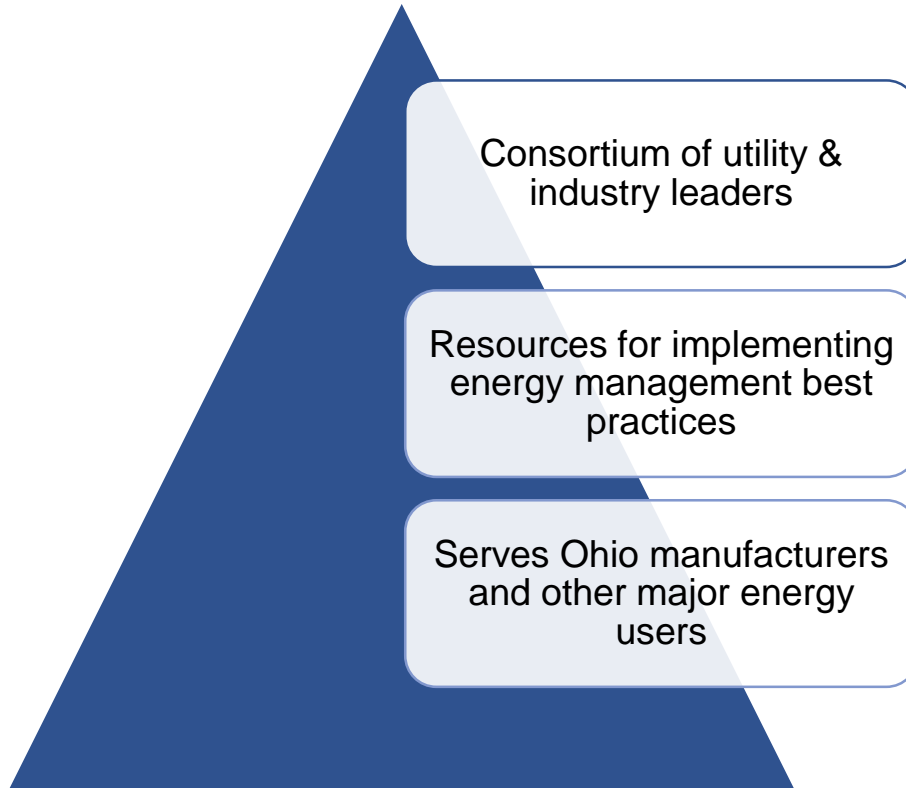 Consortium of utility &
industry leaders
Resources for implementing
energy management best
practices
Serves Ohio manufacturers
and other major energy
users